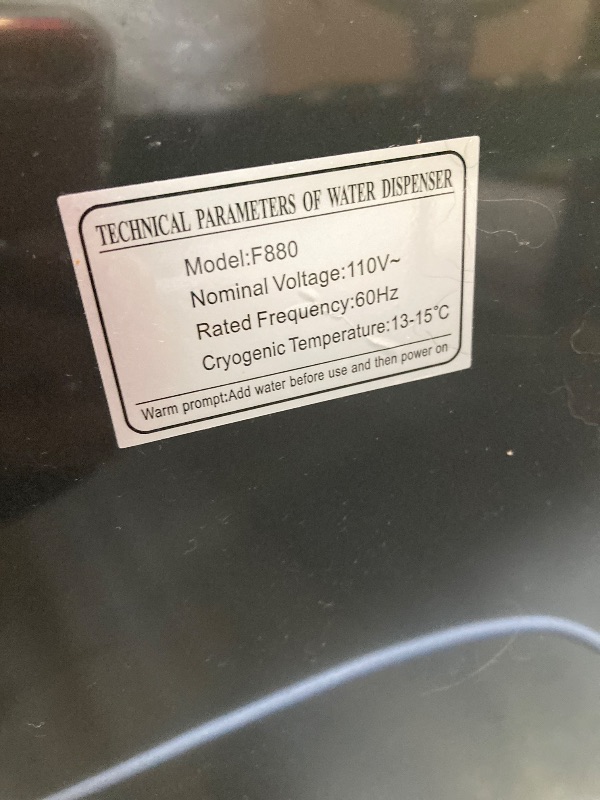 TECHNICAL PARAMETERS OF WATER DISPENSER
Model:F880
Nominal Voltage:110V~
Rated Frequency:60Hz
Cryogenic Temperature:13-15°C
Warm prompt:Add water before use and then power on